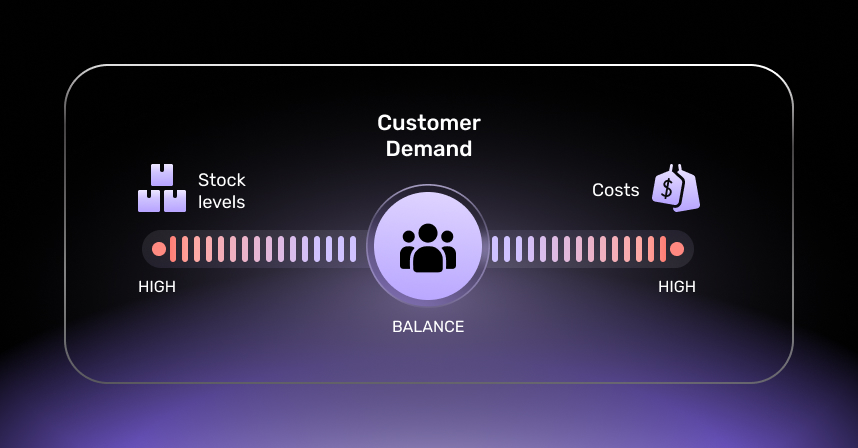 Customer
Demand
Stock
levels
Costs
$
HIGH
HIGH
BALANCE